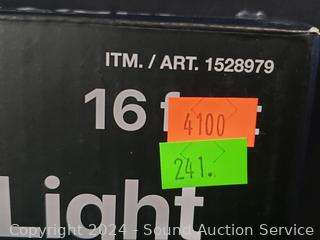 ITM. / ART. 1528979
16 f t
4100
241.
Light
Copyright 2024 - Sound Auction Service